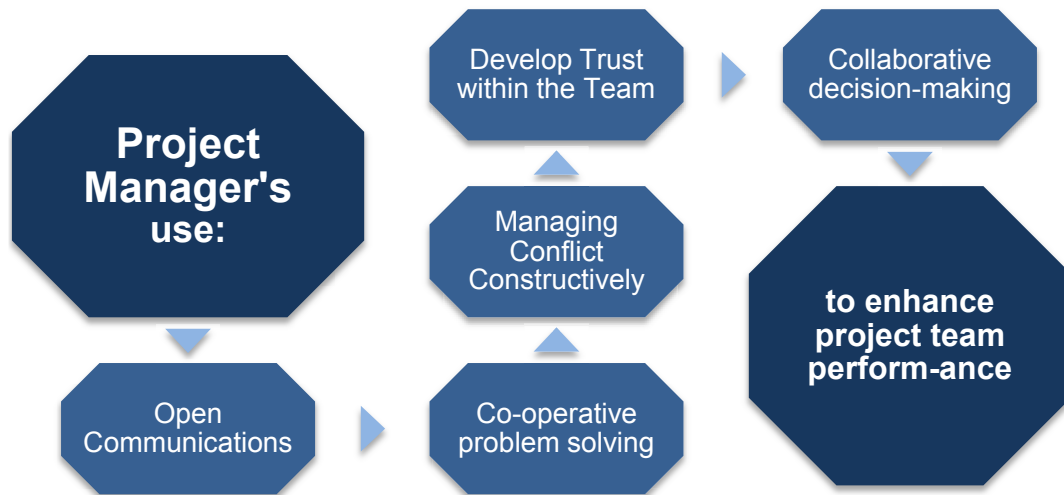 Project
Manager's
use:
Open
Communications
Co-operative
problem solving
Managing
Conflict
Constructively
Develop Trust
within the Team
Collaborative
decision-making
to enhance
project team
perform-ance